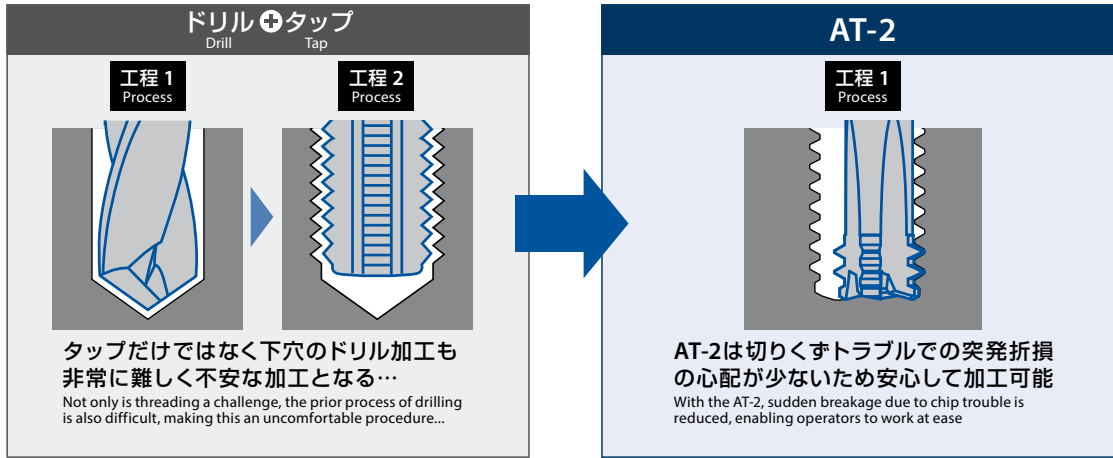 ドリル+タップ
Drill Tap
工程 1
Process
工程 2
Process
タップだけではなく下穴のドリル加工も
非常に難しく不安な加工となる…
Not only is threading a challenge, the prior process of drilling
is also difficult, making this an uncomfortable procedure...
AT-2
工程 1
Process
AT-2は切りくずトラブルでの突発折損
の心配が少ないため安心して加工可能
With the AT-2, sudden breakage due to chip trouble is
reduced, enabling operators to work at ease